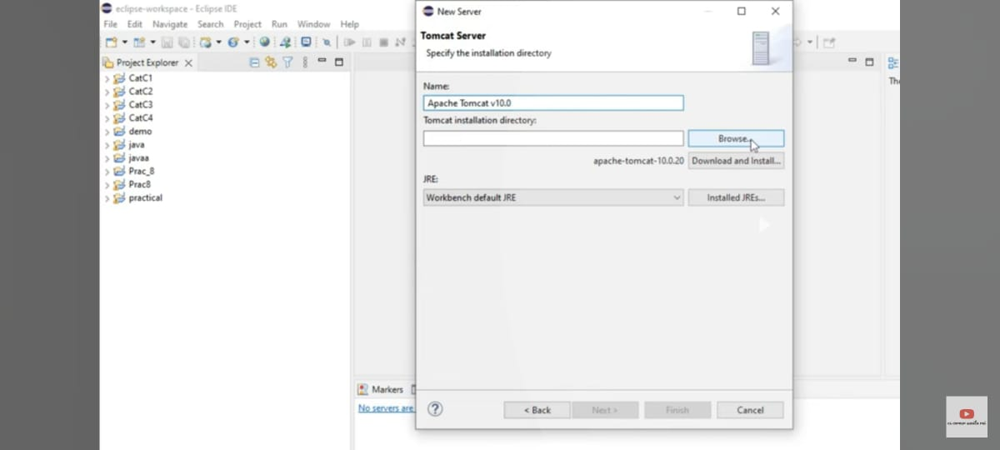 eclipse-workspace - Eclipse IDE
File Edit Navigate Search Project Run Window Help
Project Explorer
CatC1
CatC2
CatC3
CatC4
demo
java
javaa
Prac_8
Prac8
practical
New Server
Tomcat Server
Specify the installation directory
Name:
Apache Tomcat v10.0
Tomcat installation directory:
Browse...
apache-tomcat-10.0.20 Download and Install...
JRE:
Workbench default JRE Installed JREs...
Markers
No servers are
? < Back Next > Finish Cancel
The